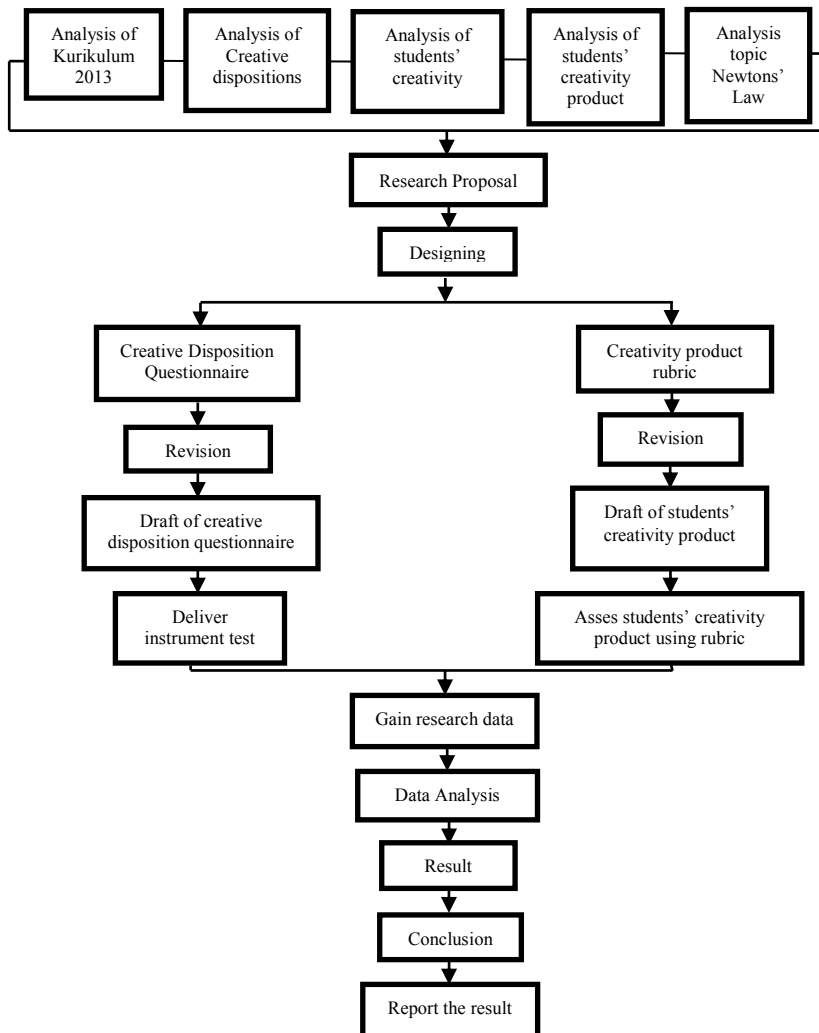 Analysis of
Kurikulum
2013
Analysis of
Creative
dispositions
Analysis of
students’
creativity
Analysis of
students’
creativity
product
Analysis
topic
Newtons’
Law
Research Proposal
Designing
Creative Disposition
Questionnaire
Creativity product
rubric
Revision
Revision
Draft of creative
disposition questionnaire
Draft of students’
creativity product
Deliver
instrument test
Asses students’ creativity
product using rubric
Gain research data
Data Analysis
Result
Conclusion
Report the result